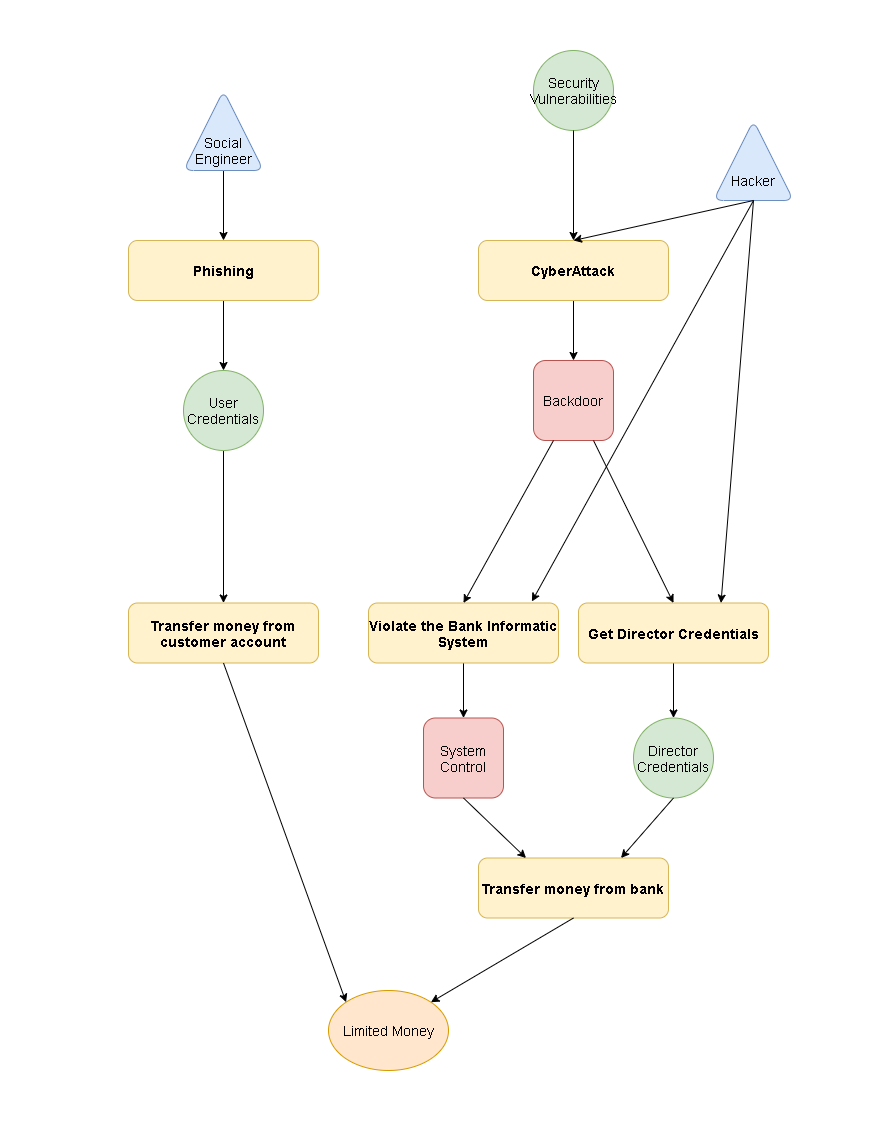 Security
Vulnerabilities
Social
Engineer
Hacker
Phishing
CyberAttack
User
Credentials
Backdoor
Transfer money from
customer account
Violate the Bank Informatic
System
Get Director Credentials
System
Control
Director
Credentials
Transfer money from bank
Limited Money